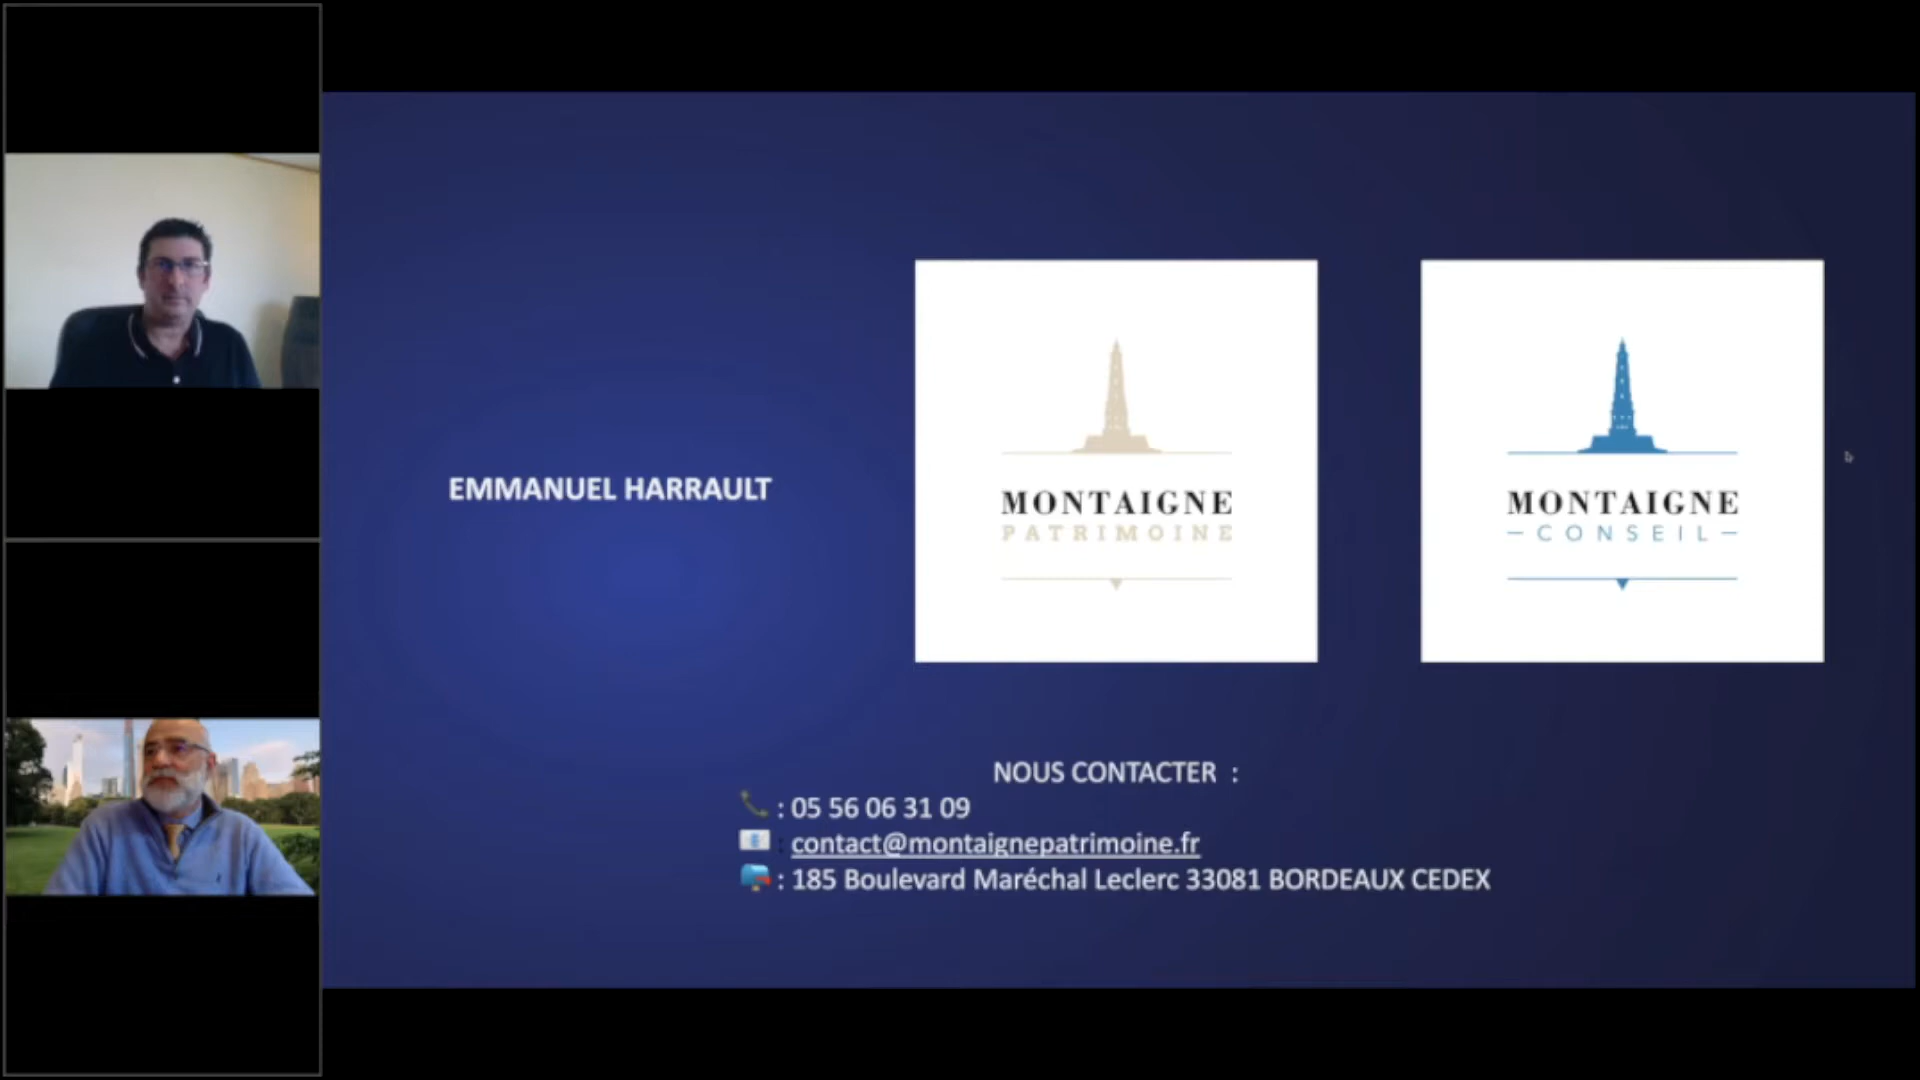 EMMANUEL HARRAULT
MONTAIGNE
PATRIMOINE
MONTAIGNE
– CONSEIL –
NOUS CONTACTER :
: 05 56 06 31 09
: contact@montaignepatrimoine.fr
: 185 Boulevard Maréchal Leclerc 33081 BORDEAUX CEDEX